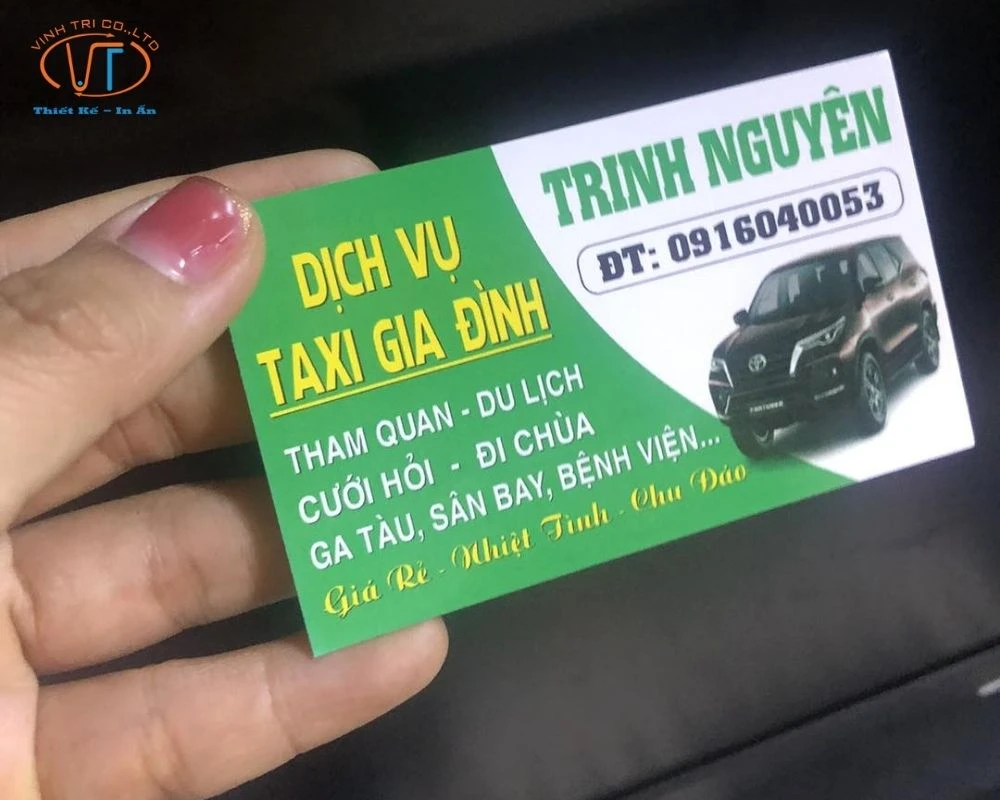 VINH TRI CO.,LTD
VT
Thiết Kế – In Ấn
TRINH NGUYÊN
ĐT: 0916040053
DỊCH VỤ
TAXI GIA ĐÌNH
THAM QUAN - DU LỊCH
CƯỚI HỎI - ĐI CHÙA
GA TÀU, SÂN BAY, BỆNH VIỆN...
Giá Rẻ - Nhiệt Tình - Chu Đáo
FORTUNER